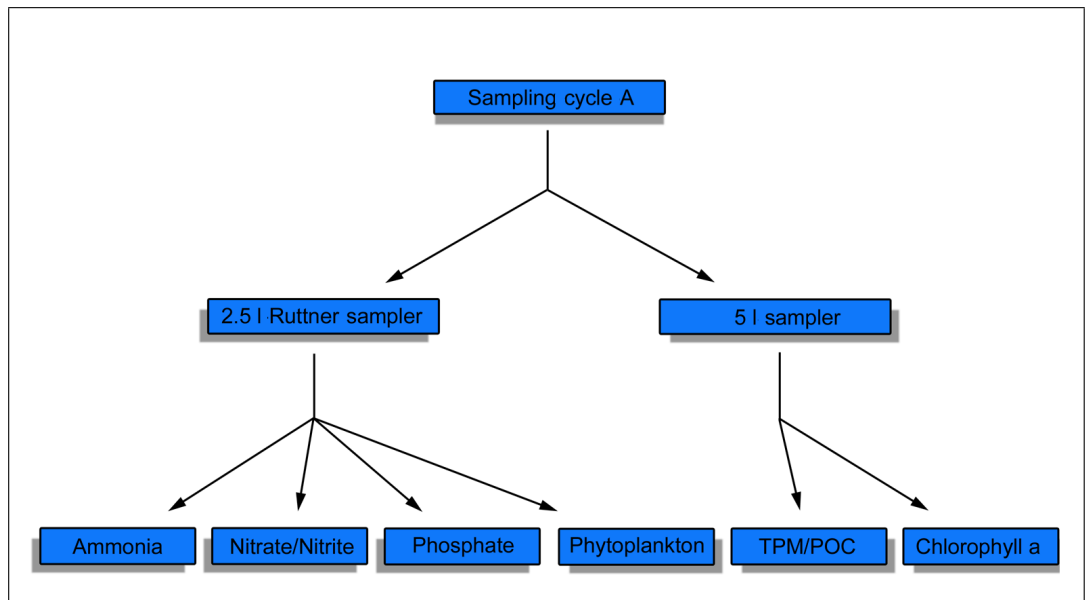 Sampling cycle A
2.5 l Ruttner sampler
5 l sampler
Ammonia
Nitrate/Nitrite
Phosphate
Phytoplankton
TPM/POC
Chlorophyll a